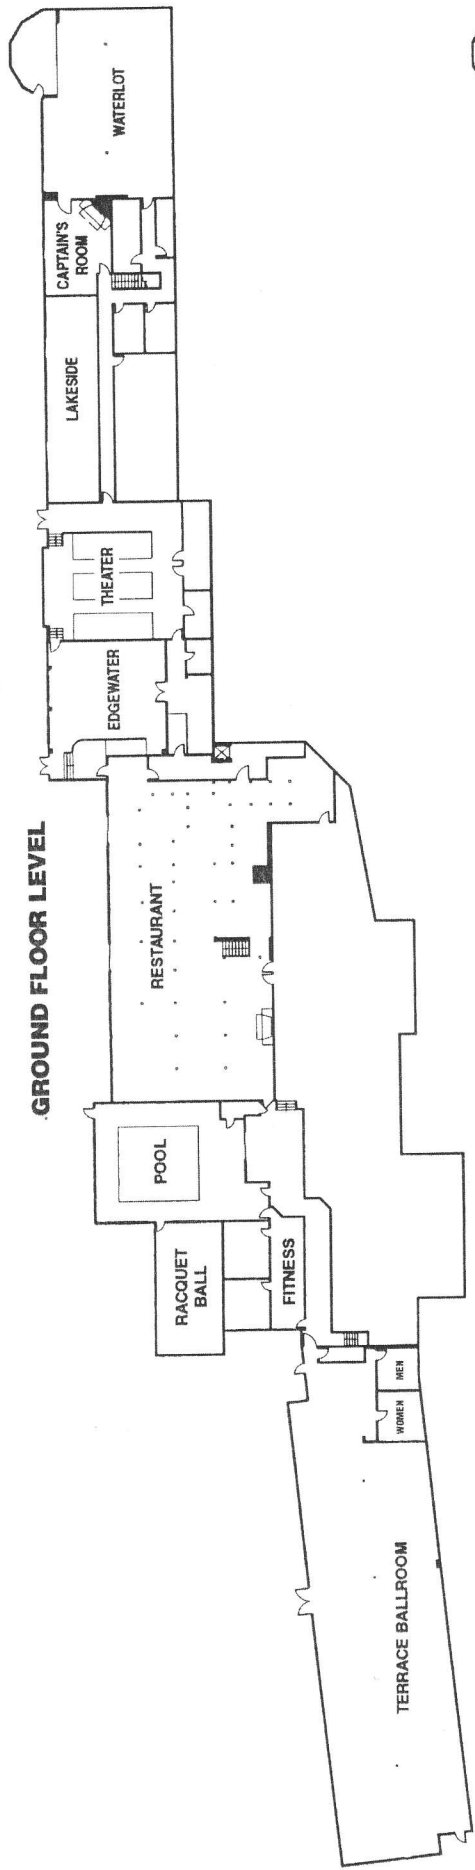 .GROUND FLOOR LEVEL
TERRACE BALLROOM
WOMEN
MEN
RACQUET
BALL
FITNESS
POOL
RESTAURANT
EDGEWATER
THEATER
LAKESIDE
CAPTAIN'S
ROOM
WATERLOT